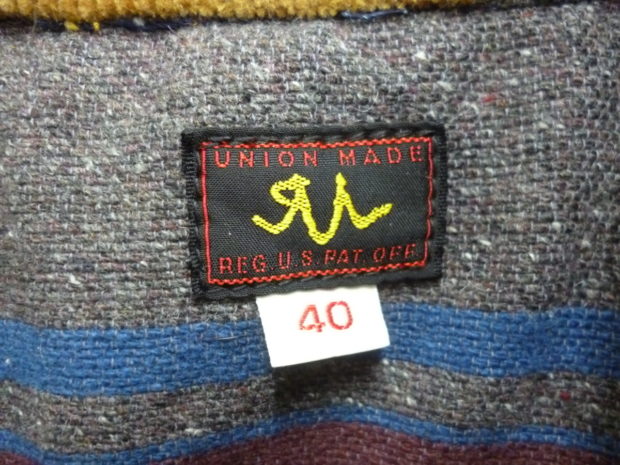 UNION MADE
REG. U.S. PAT. OFF.
40